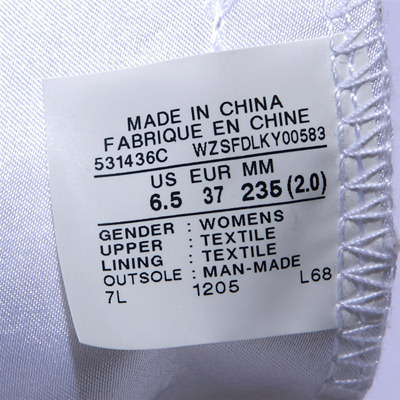 MADE IN CHINA
FABRIQUE EN CHINE
531436C WZSFDLKY00583
US EUR MM
6.5 37 235 (2.0)
GENDER : WOMENS
UPPER : TEXTILE
LINING : TEXTILE
OUTSOLE : MAN-MADE
7L 1205 L68